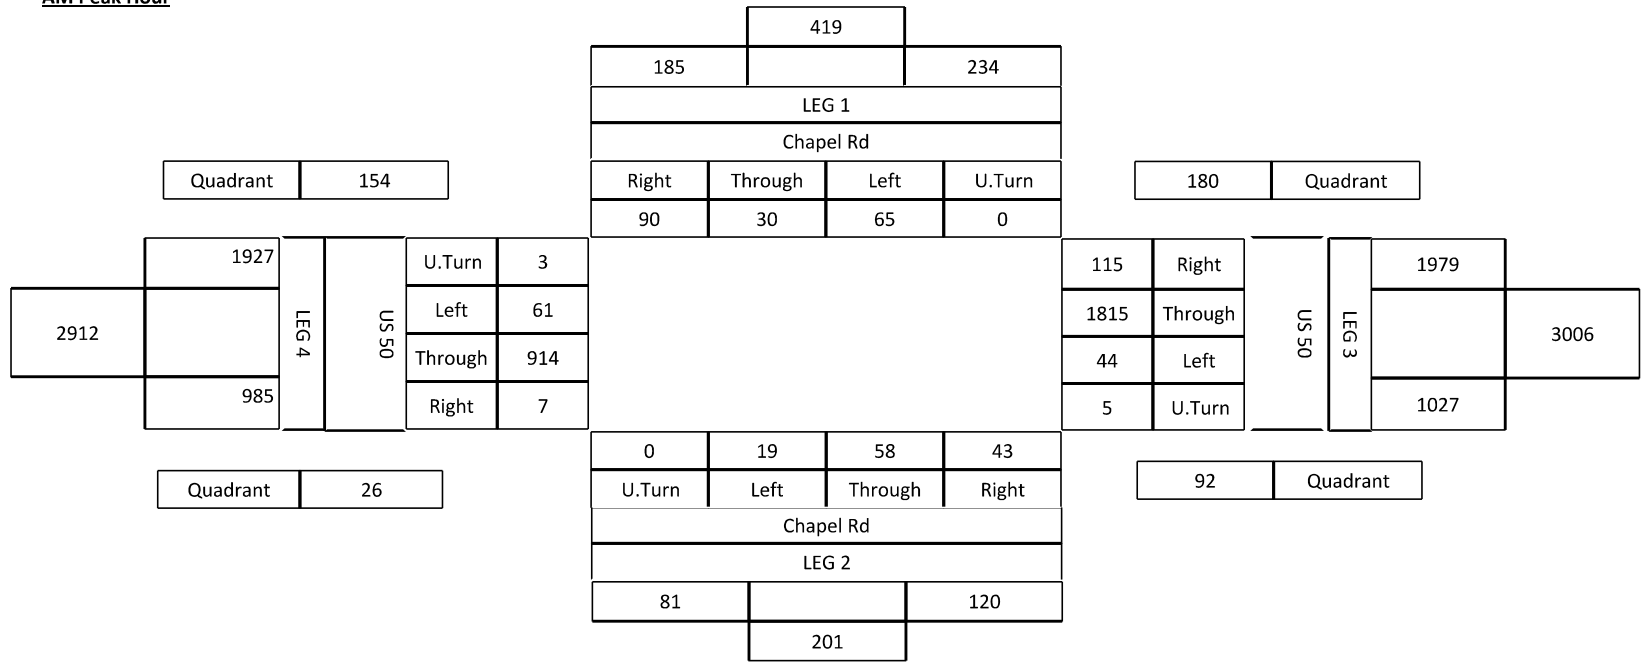 AM Peak Hour
419
185 234
LEG 1
Chapel Rd
Quadrant 154
Right Through Left U.Turn
180 Quadrant
90 30 65 0
1927
2912
985
LEG 4
US 50
U.Turn 3
Left 61
Through 914
Right 7
115 Right
1815 Through
44 Left
5 U.Turn
US 50
LEG 3
1979
3006
1027
0 19 58 43
U.Turn Left Through Right
Quadrant 26
92 Quadrant
Chapel Rd
LEG 2
81 120
201